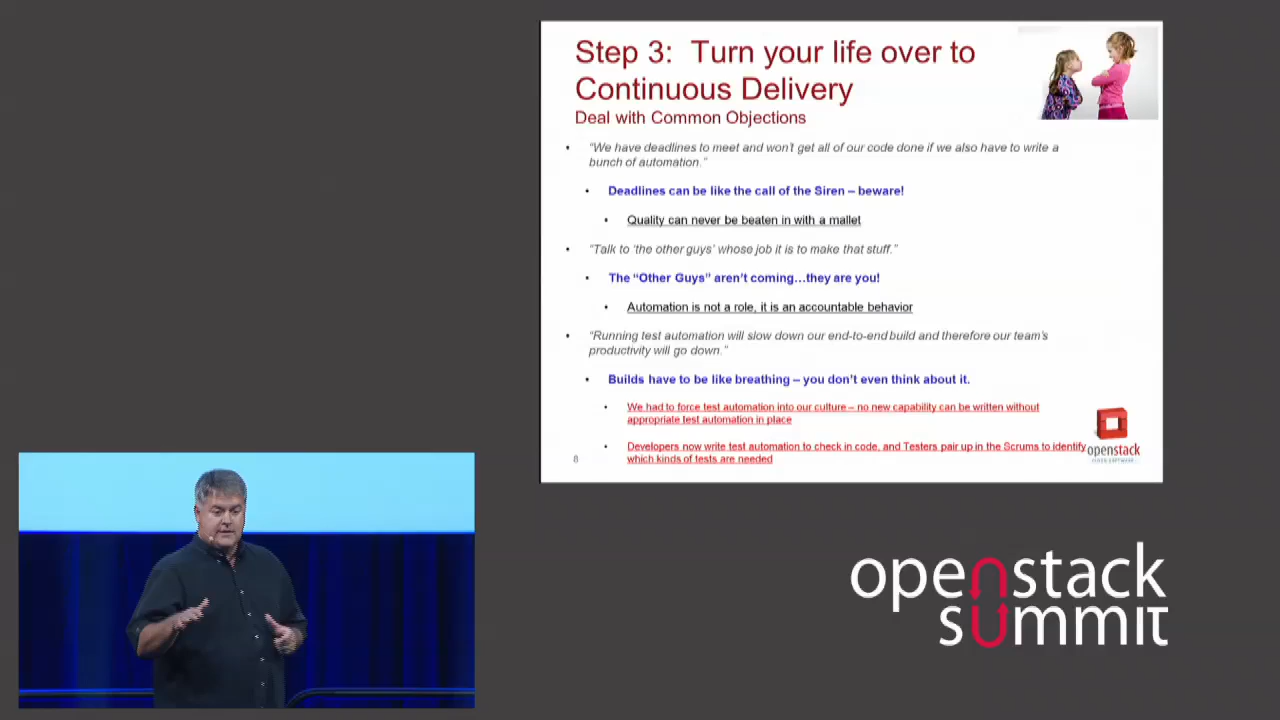 Step 3: Turn your life over to
Continuous Delivery
Deal with Common Objections
• “We have deadlines to meet and won’t get all of our code done if we also have to write a
bunch of automation.”
• Deadlines can be like the call of the Siren – beware!
• Quality can never be beaten in with a mallet
• “Talk to ‘the other guys’ whose job it is to make that stuff.”
• The “Other Guys” aren’t coming…they are you!
• Automation is not a role, it is an accountable behavior
• “Running test automation will slow down our end-to-end build and therefore our team’s
productivity will go down.”
• Builds have to be like breathing – you don’t even think about it.
• We had to force test automation into our culture – no new capability can be written without
appropriate test automation in place
• Developers now write test automation to check in code, and Testers pair up in the Scrums to identify
which kinds of tests are needed
8
openstack
CLOUD SOFTWARE
openstack
summit